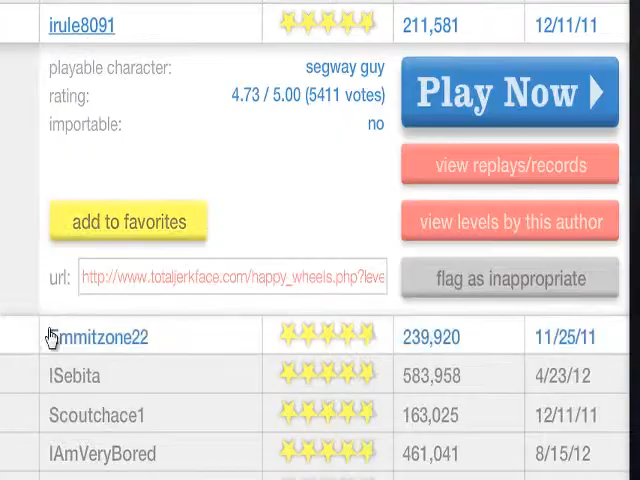 irule8091 211,581 12/11/11
playable character: segway guy
rating: 4.73 / 5.00 (5411 votes)
importable: no
Play Now
view replays/records
add to favorites
view levels by this author
url: http://www.totaljerkface.com/happy_wheels.php?leve
flag as inappropriate
239,920 11/25/11
ISebita 583,958 4/23/12
Scoutchace1 163,025 12/11/11
IAmVeryBored 461,041 8/15/12